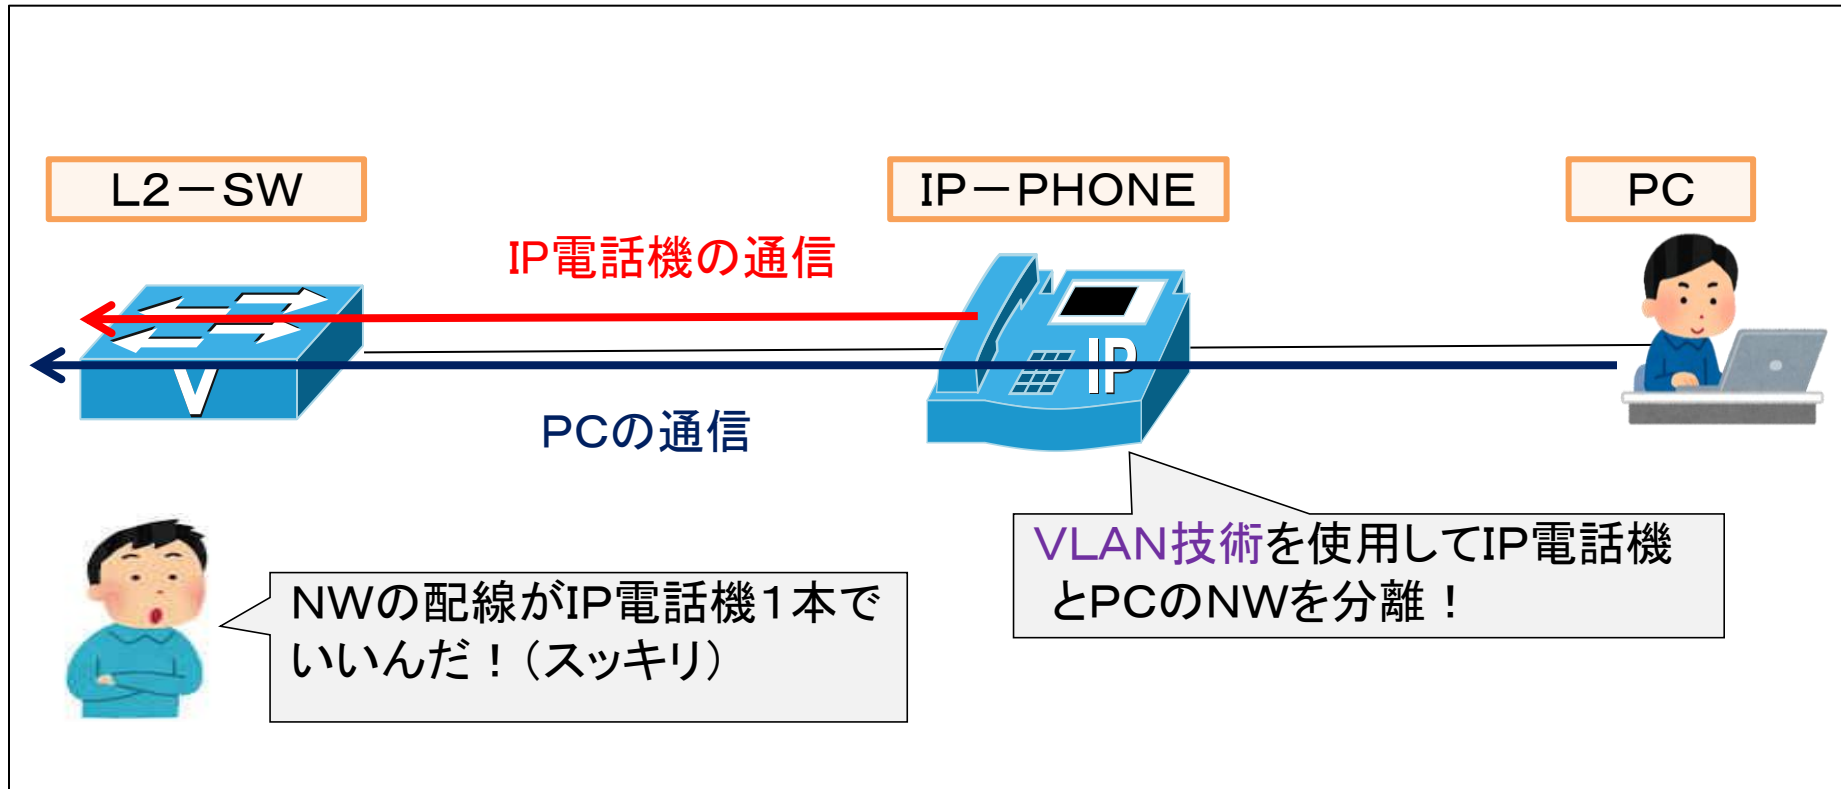 L2－SW
IP－PHONE
PC
IP電話機の通信
V
IP
PCの通信
VLAN技術を使用してIP電話機
とPCのNWを分離！
NWの配線がIP電話機１本で
いいんだ！（スッキリ）